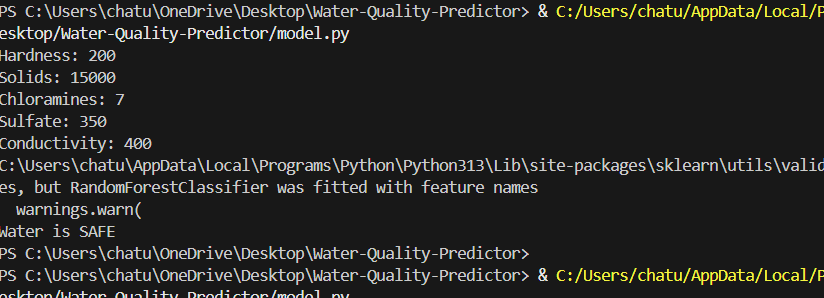 PS C:\Users\chatu\OneDrive\Desktop\Water-Quality-Predictor> & C:/Users/chatu/AppData/Local/P
esktop/Water-Quality-Predictor/model.py
Hardness: 200
Solids: 15000
Chloramines: 7
Sulfate: 350
Conductivity: 400
C:\Users\chatu\AppData\Local\Programs\Python\Python313\Lib\site-packages\sklearn\utils\valid
es, but RandomForestClassifier was fitted with feature names
  warnings.warn(
Water is SAFE
PS C:\Users\chatu\OneDrive\Desktop\Water-Quality-Predictor>
PS C:\Users\chatu\OneDrive\Desktop\Water-Quality-Predictor> & C:/Users/chatu/AppData/Local/P
esktop/Water-Quality-Predictor/model.py